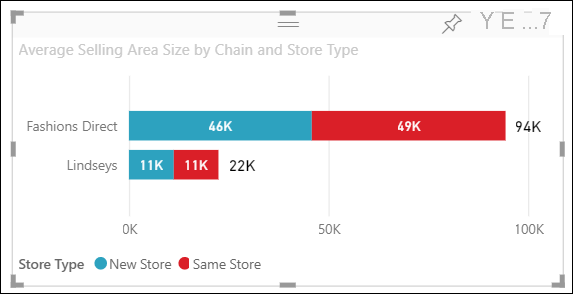 Y E ...7
Average Selling Area Size by Chain and Store Type
Fashions Direct 46K 49K 94K
Lindseys 11K 11K 22K
0K 50K 100K
Store Type New Store Same Store